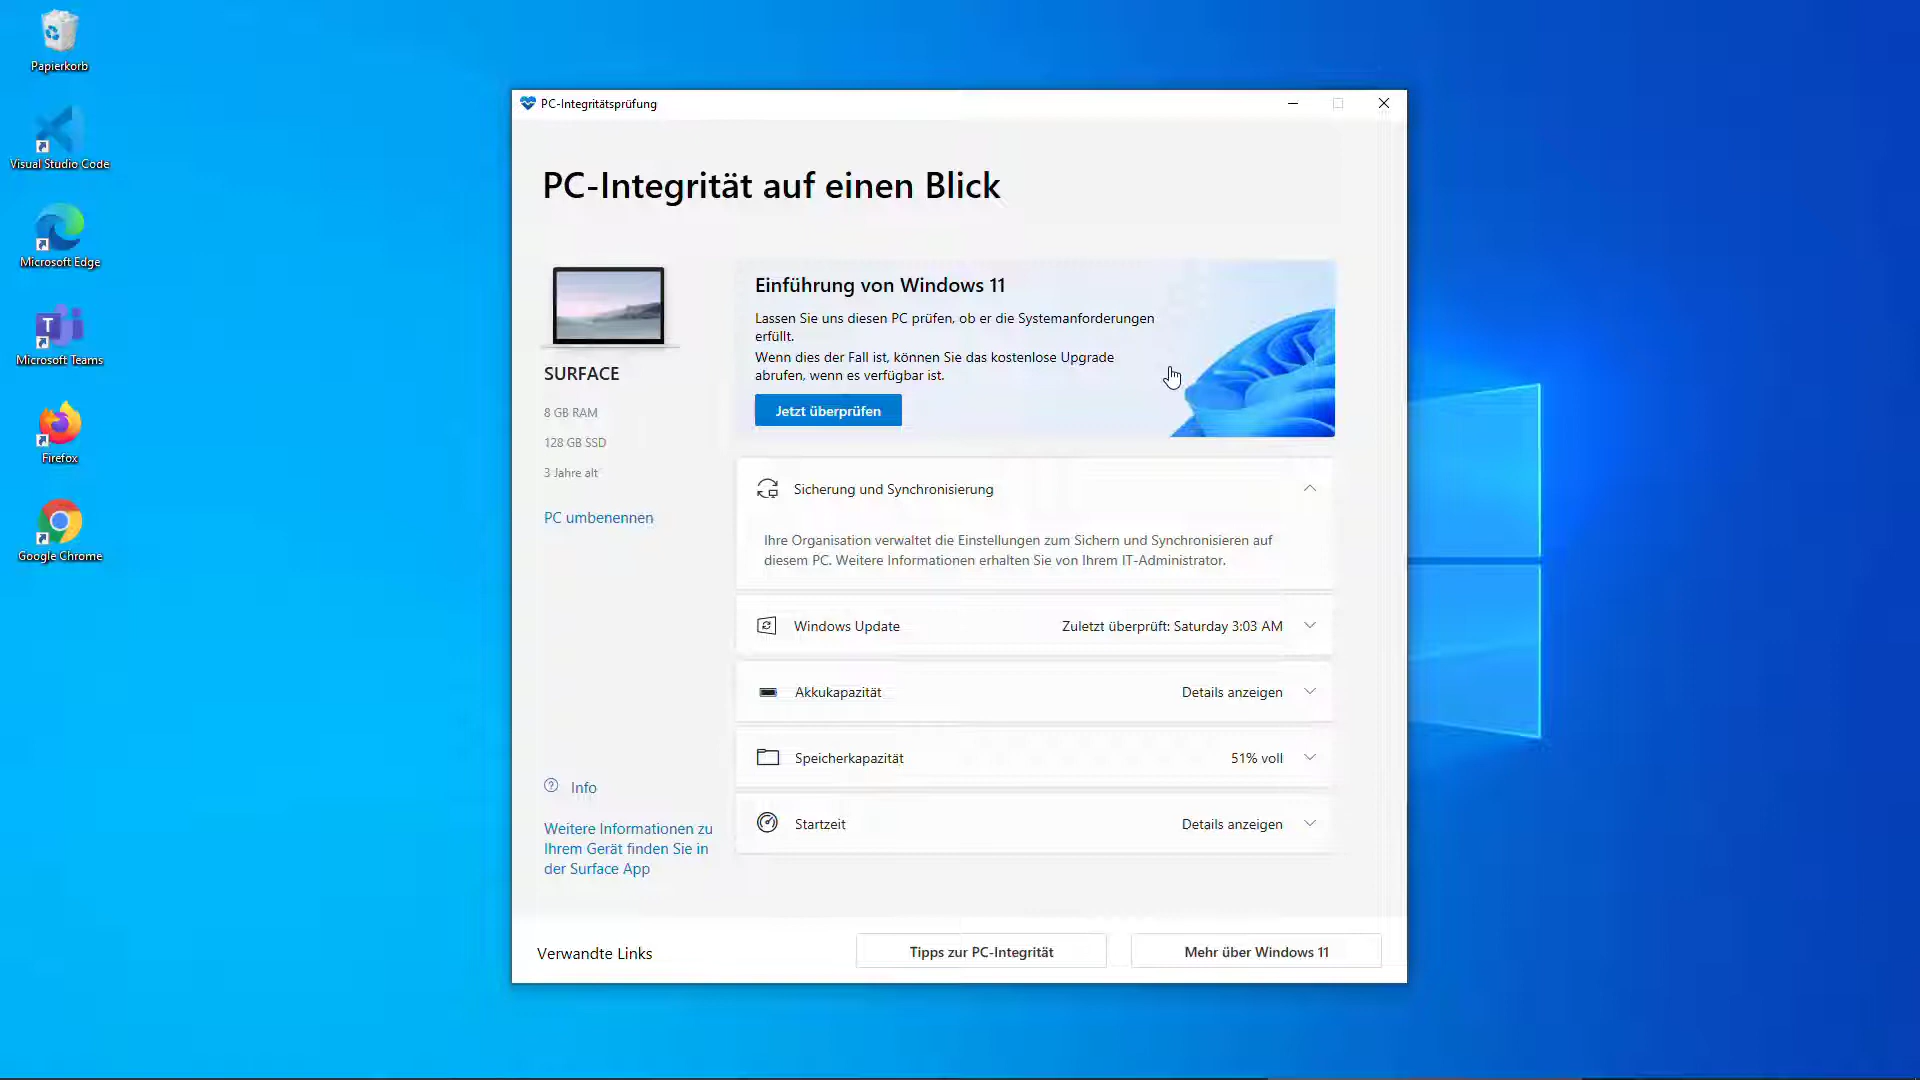 Papierkorb
Visual Studio Code
Microsoft Edge
Microsoft Teams
Firefox
Google Chrome
PC-Integritätsprüfung
PC-Integrität auf einen Blick
SURFACE
8 GB RAM
128 GB SSD
3 Jahre alt
PC umbenennen
Info
Weitere Informationen zu
Ihrem Gerät finden Sie in
der Surface App
Einführung von Windows 11
Lassen Sie uns diesen PC prüfen, ob er die Systemanforderungen
erfüllt.
Wenn dies der Fall ist, können Sie das kostenlose Upgrade
abrufen, wenn es verfügbar ist.
Jetzt überprüfen
Sicherung und Synchronisierung
Ihre Organisation verwaltet die Einstellungen zum Sichern und Synchronisieren auf
diesem PC. Weitere Informationen erhalten Sie von Ihrem IT-Administrator.
Windows Update Zuletzt überprüft: Saturday 3:03 AM
Akkukapazität Details anzeigen
Speicherkapazität 51% voll
Startzeit Details anzeigen
Verwandte Links
Tipps zur PC-Integrität
Mehr über Windows 11